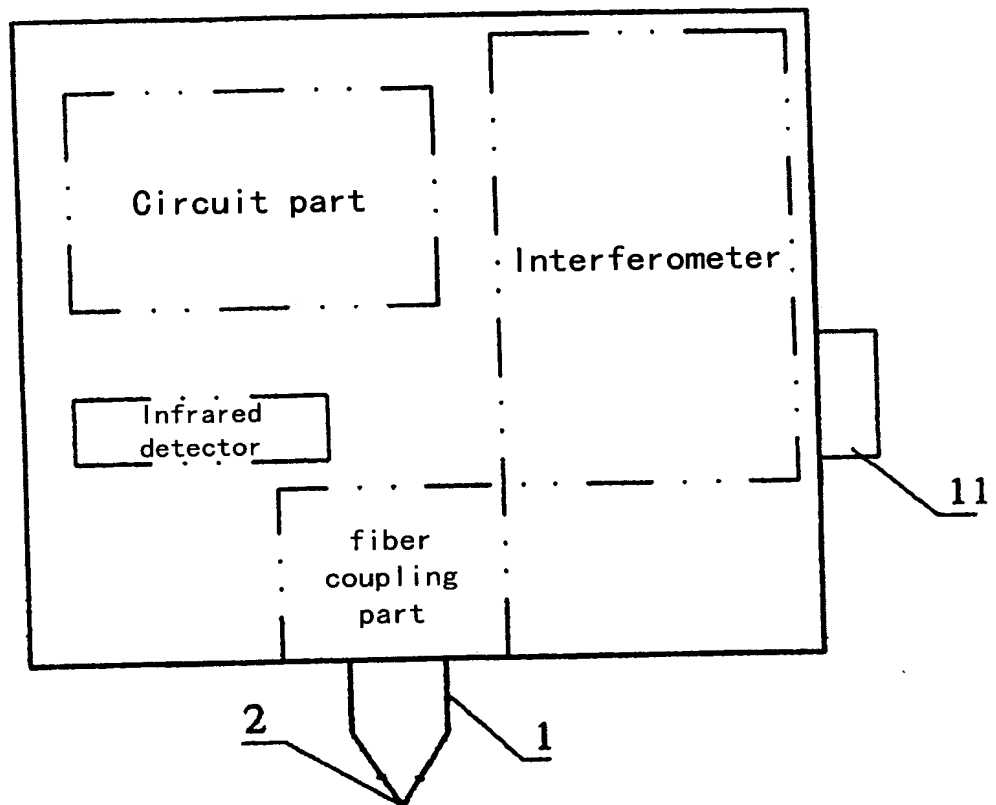 Circuit part
Interferometer
Infrared
detector
11
fiber
coupling
part
2
1